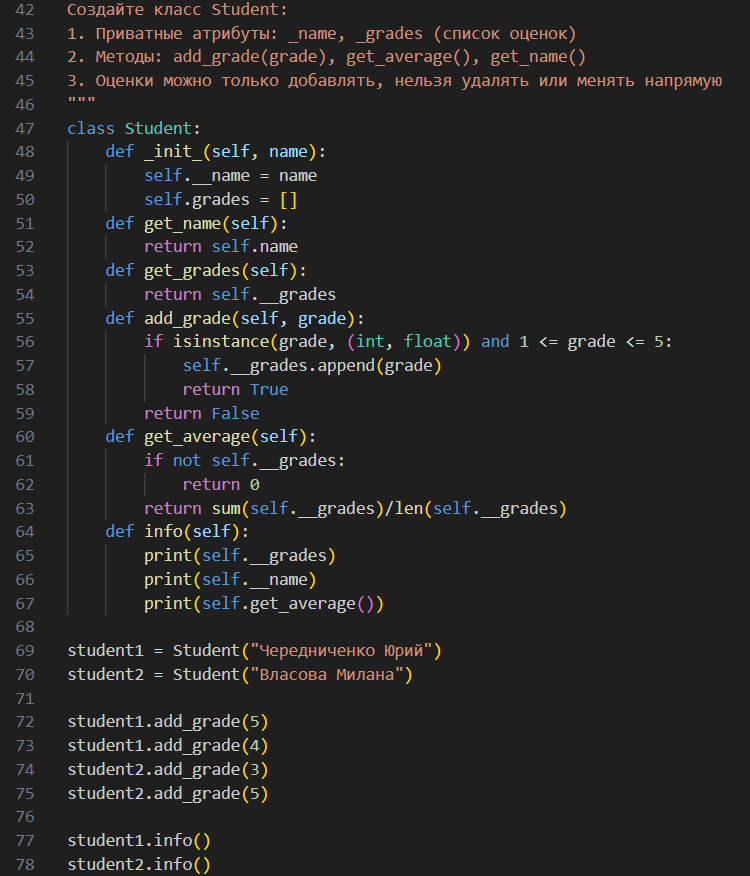 42 Создайте класс Student:
43 1. Приватные атрибуты: _name, _grades (список оценок)
44 2. Методы: add_grade(grade), get_average(), get_name()
45 3. Оценки можно только добавлять, нельзя удалять или менять напрямую
46 """
47 class Student:
48     def _init_(self, name):
49         self.__name = name
50         self.grades = []
51     def get_name(self):
52         return self.name
53     def get_grades(self):
54         return self.__grades
55     def add_grade(self, grade):
56         if isinstance(grade, (int, float)) and 1 <= grade <= 5:
57             self.__grades.append(grade)
58             return True
59         return False
60     def get_average(self):
61         if not self.__grades:
62             return 0
63         return sum(self.__grades)/len(self.__grades)
64     def info(self):
65         print(self.__grades)
66         print(self.__name)
67         print(self.get_average())
68
69 student1 = Student("Чередниченко Юрий")
70 student2 = Student("Власова Милана")
71
72 student1.add_grade(5)
73 student1.add_grade(4)
74 student2.add_grade(3)
75 student2.add_grade(5)
76
77 student1.info()
78 student2.info()